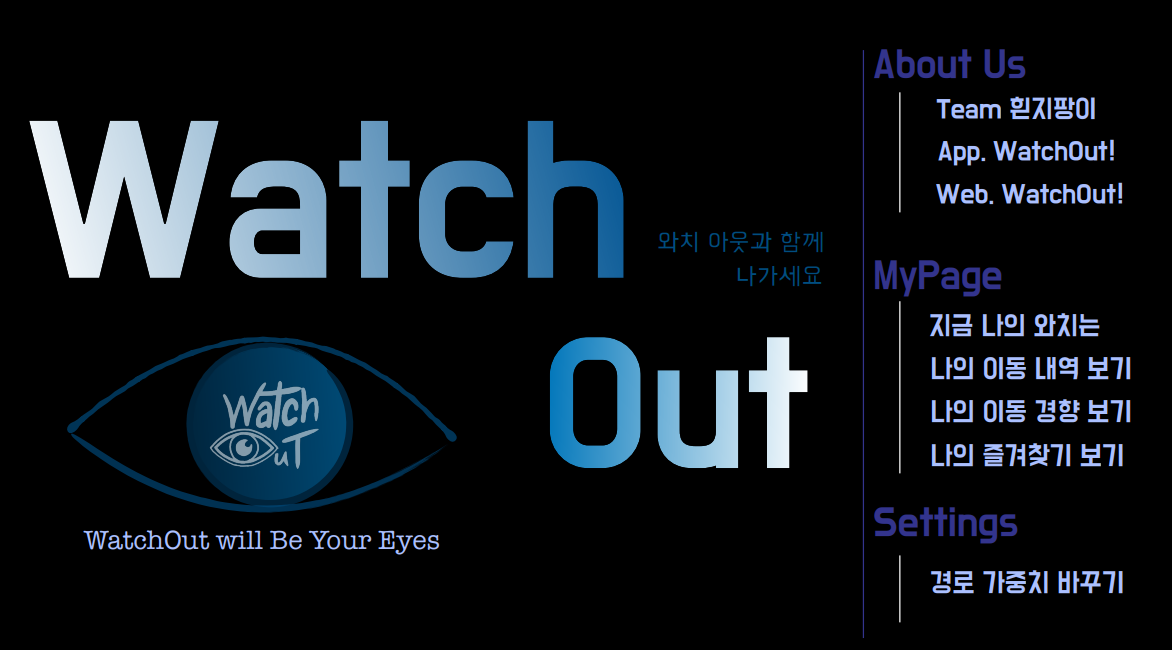 Watch
와치 아웃과 함께
나가세요
Out
Watch
uT
WatchOut will Be Your Eyes
About Us
Team 흰지팡이
App. WatchOut!
Web. WatchOut!
MyPage
지금 나의 와치는
나의 이동 내역 보기
나의 이동 경향 보기
나의 즐겨찾기 보기
Settings
경로 가중치 바꾸기